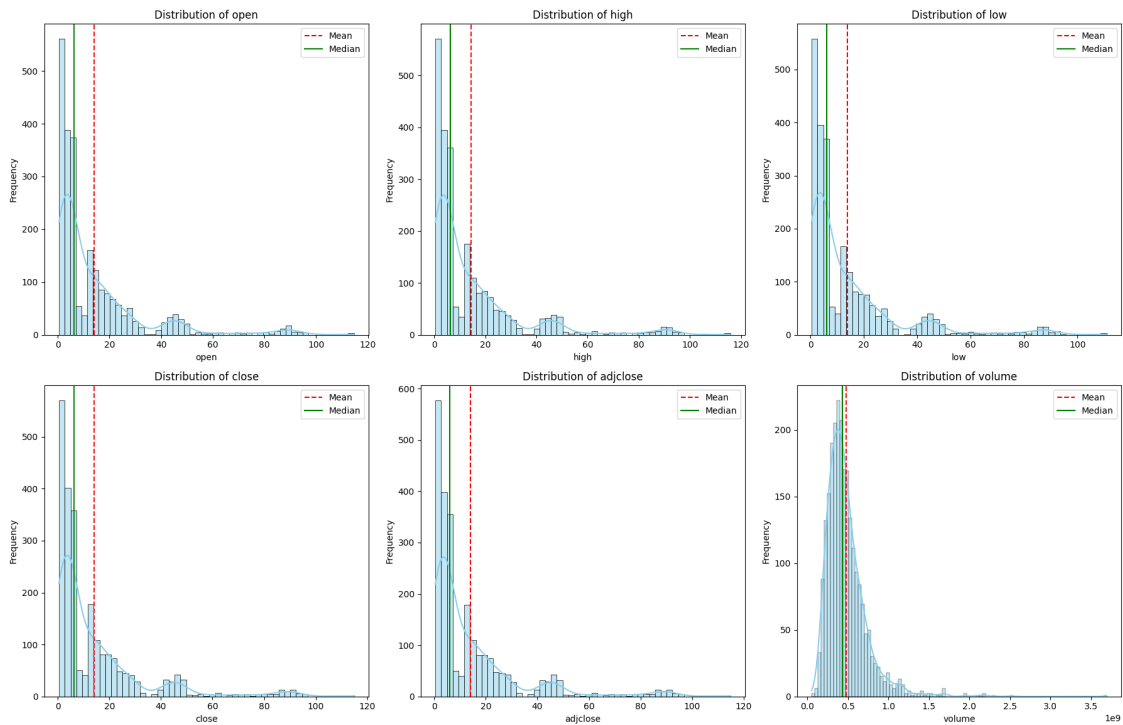 Distribution of open
Mean
Median
Frequency
500
400
300
200
100
0
0 20 40 60 80 100 120
open
Distribution of high
Mean
Median
Frequency
500
400
300
200
100
0
0 20 40 60 80 100 120
high
Distribution of low
Mean
Median
Frequency
500
400
300
200
100
0
0 20 40 60 80 100
low
Distribution of close
Mean
Median
Frequency
500
400
300
200
100
0
0 20 40 60 80 100 120
close
Distribution of adjclose
Mean
Median
Frequency
600
500
400
300
200
100
0
0 20 40 60 80 100 120
adjclose
Distribution of volume
Mean
Median
Frequency
200
150
100
50
0
0.0 0.5 1.0 1.5 2.0 2.5 3.0 3.5
1e9
volume